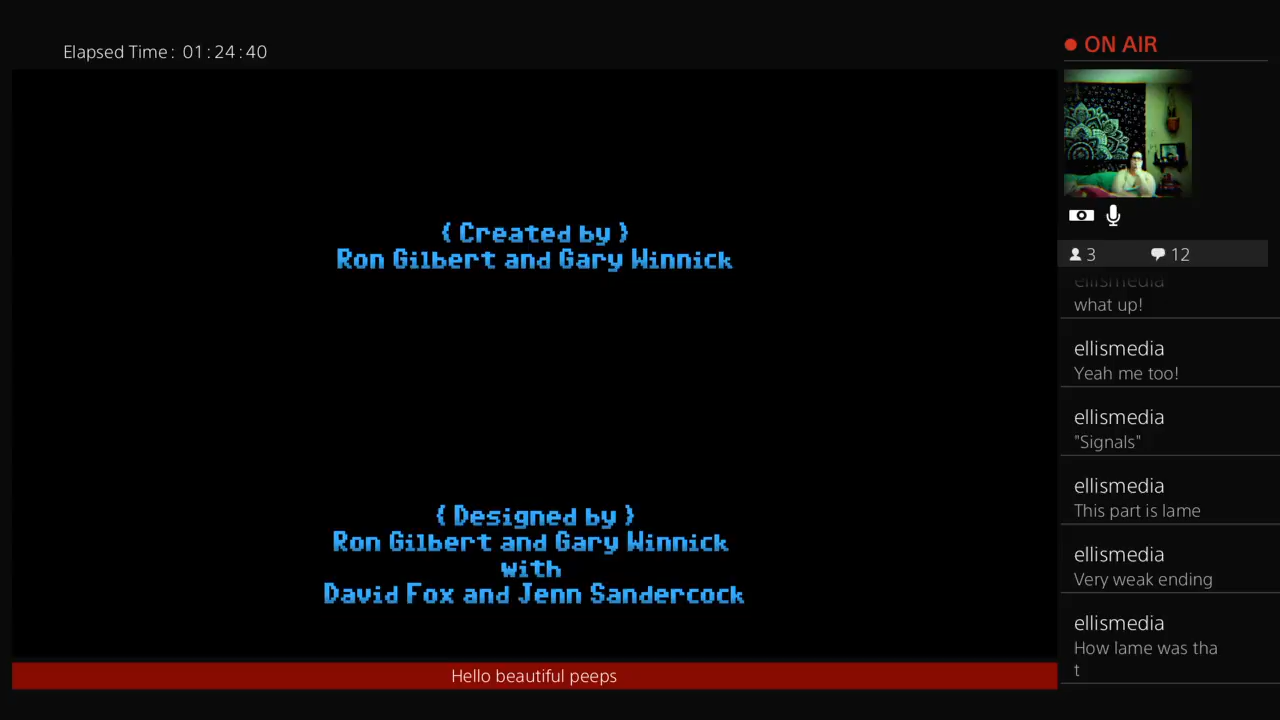 Elapsed Time: 01:24:40
ON AIR
{ Created by }
Ron Gilbert and Gary Winnick
{ Designed by }
Ron Gilbert and Gary Winnick
with
David Fox and Jenn Sandercock
Hello beautiful peeps
3 12
ellismedia
what up!
ellismedia
Yeah me too!
ellismedia
"Signals"
ellismedia
This part is lame
ellismedia
Very weak ending
ellismedia
How lame was tha
t